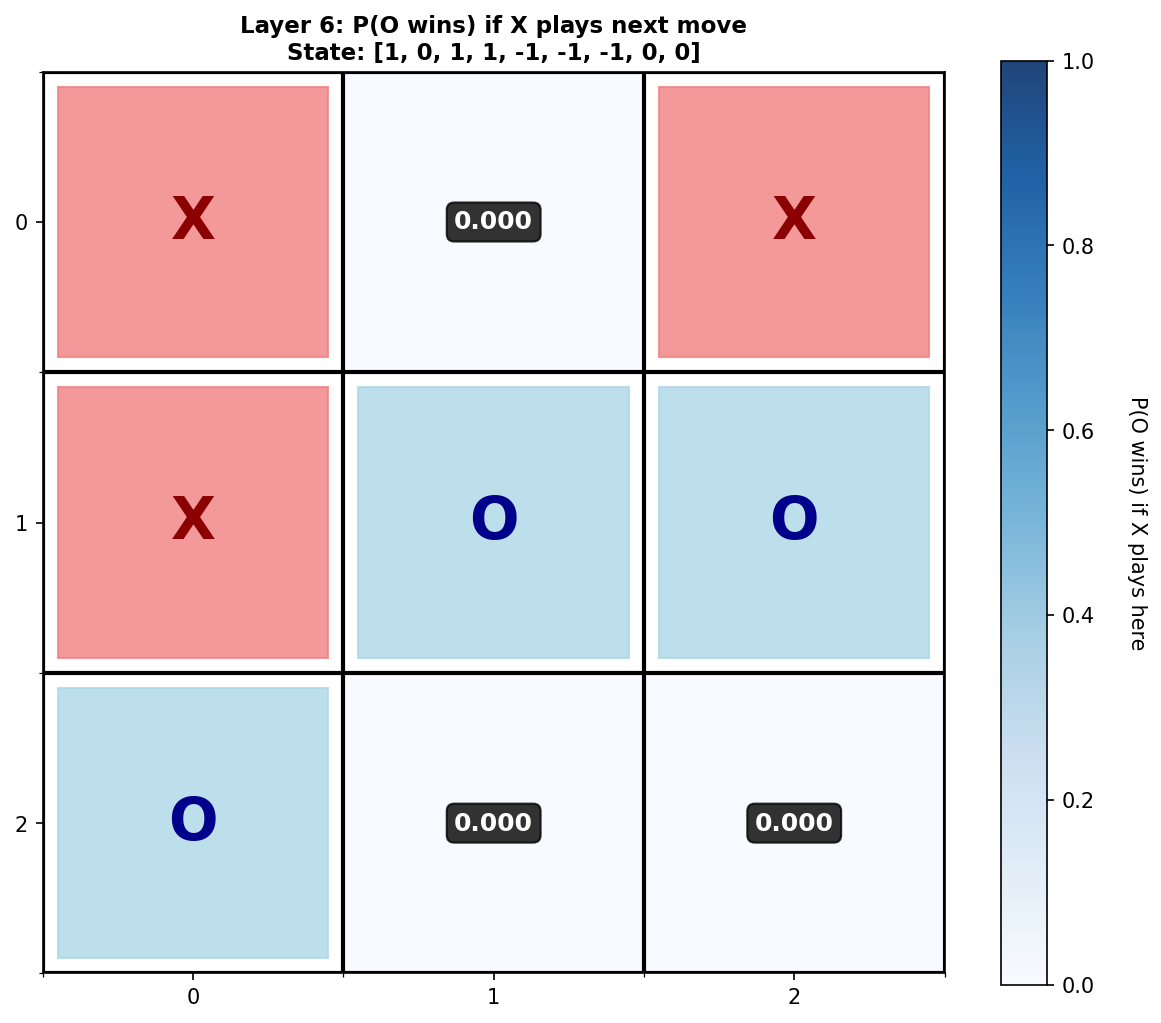 Layer 6: P(O wins) if X plays next move
State: [1, 0, 1, 1, -1, -1, -1, 0, 0]
0 X 0.000 X
1 X O O
2 O 0.000 0.000
0 1 2
1.0
0.8
0.6
0.4
0.2
0.0
P(O wins) if X plays here